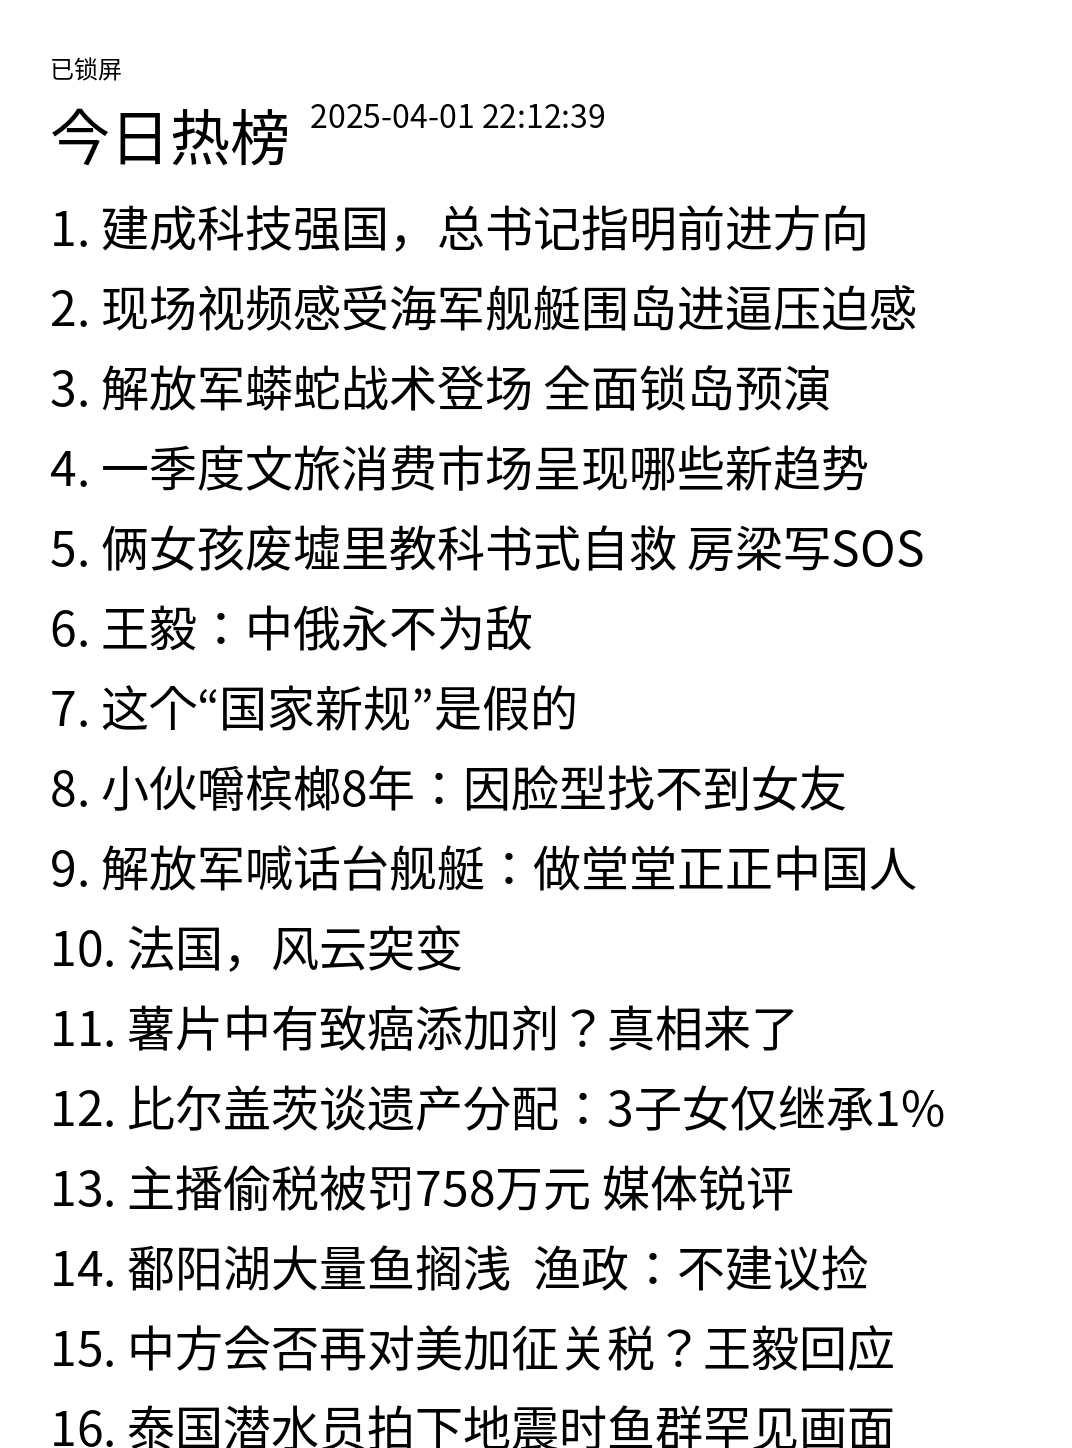 已锁屏
今日热榜 2025-04-01 22:12:39
1. 建成科技强国，总书记指明前进方向
2. 现场视频感受海军舰艇围岛进逼压迫感
3. 解放军蟒蛇战术登场 全面锁岛预演
4. 一季度文旅消费市场呈现哪些新趋势
5. 俩女孩废墟里教科书式自救 房梁写SOS
6. 王毅：中俄永不为敌
7. 这个“国家新规”是假的
8. 小伙嚼槟榔8年：因脸型找不到女友
9. 解放军喊话台舰艇：做堂堂正正中国人
10. 法国，风云突变
11. 薯片中有致癌添加剂？真相来了
12. 比尔盖茨谈遗产分配：3子女仅继承1%
13. 主播偷税被罚758万元 媒体锐评
14. 鄱阳湖大量鱼搁浅  渔政：不建议捡
15. 中方会否再对美加征关税？王毅回应
16. 泰国潜水员拍下地震时鱼群罕见画面